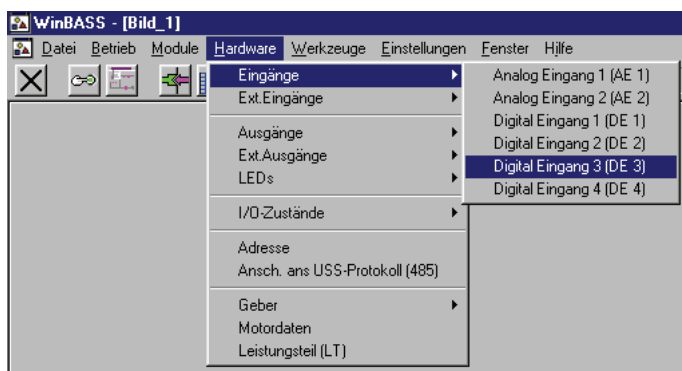 WinBASS - [Bild_1]
Datei Betrieb Module Hardware Werkzeuge Einstellungen Fenster Hilfe
Eingänge
Ext.Eingänge
Ausgänge
Ext.Ausgänge
LEDs
I/O-Zustände
Adresse
Ansch. ans USS-Protokoll (485)
Geber
Motordaten
Leistungsteil (LT)
Analog Eingang 1 (AE 1)
Analog Eingang 2 (AE 2)
Digital Eingang 1 (DE 1)
Digital Eingang 2 (DE 2)
Digital Eingang 3 (DE 3)
Digital Eingang 4 (DE 4)